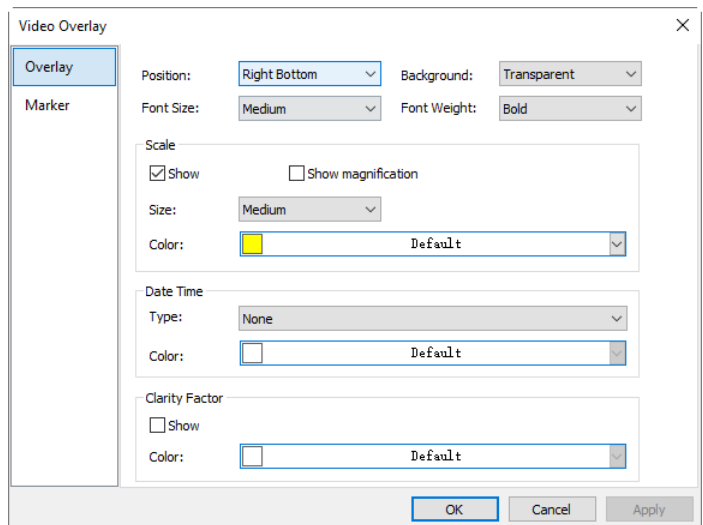 Video Overlay
Overlay
Marker
Position: Right Bottom Background: Transparent
Font Size: Medium Font Weight: Bold
Scale
Show Show magnification
Size: Medium
Color: Default
Date Time
Type: None
Color: Default
Clarity Factor
Show
Color: Default
OK Cancel Apply